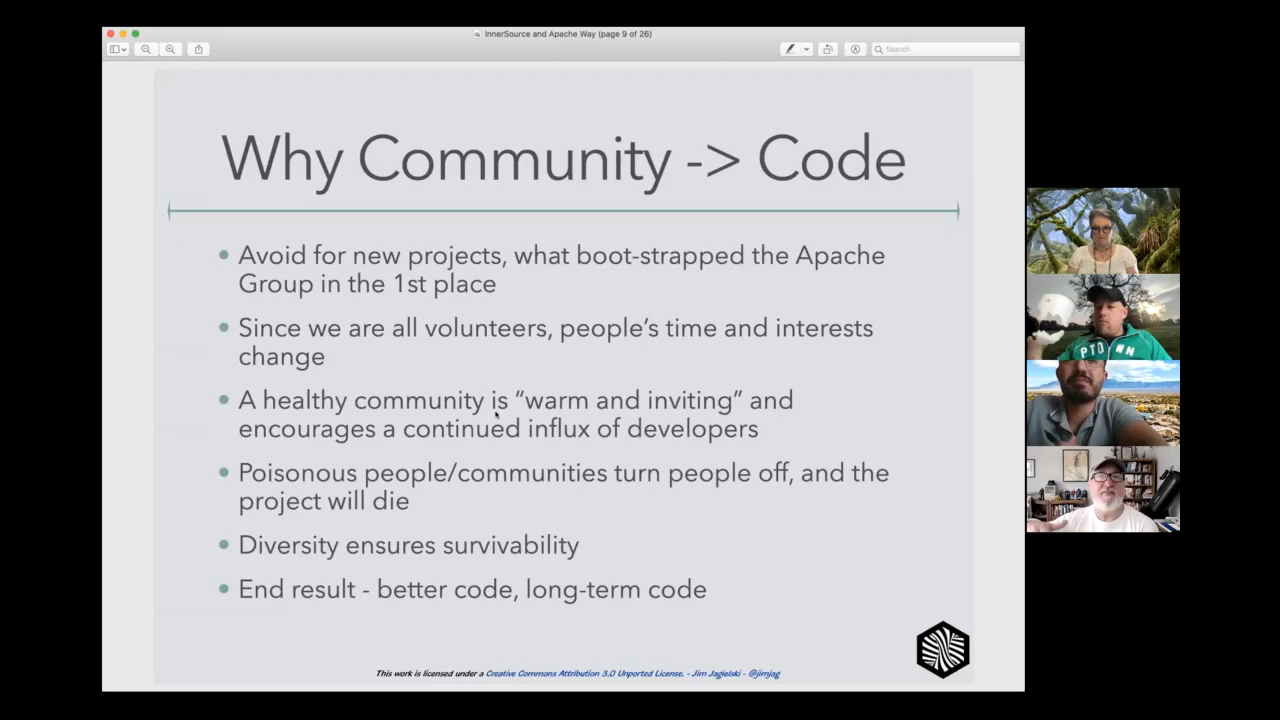 InnerSource and Apache Way (page 9 of 26)
Search
Why Community -> Code
Avoid for new projects, what boot-strapped the Apache
Group in the 1st place
Since we are all volunteers, people’s time and interests
change
A healthy community is “warm and inviting” and
encourages a continued influx of developers
Poisonous people/communities turn people off, and the
project will die
Diversity ensures survivability
End result - better code, long-term code
This work is licensed under a Creative Commons Attribution 3.0 Unported License. - Jim Jagielski - @jimjag
PTOWN